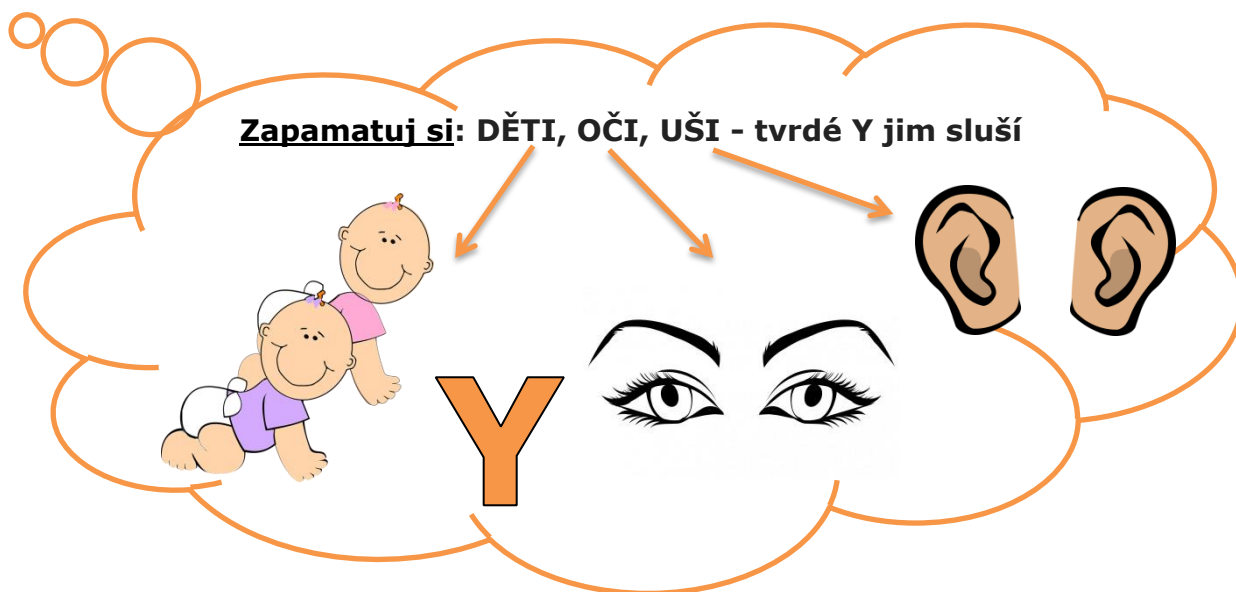 Zapamatuj si: DĚTI, OČI, UŠI - tvrdé Y jim sluší
Y